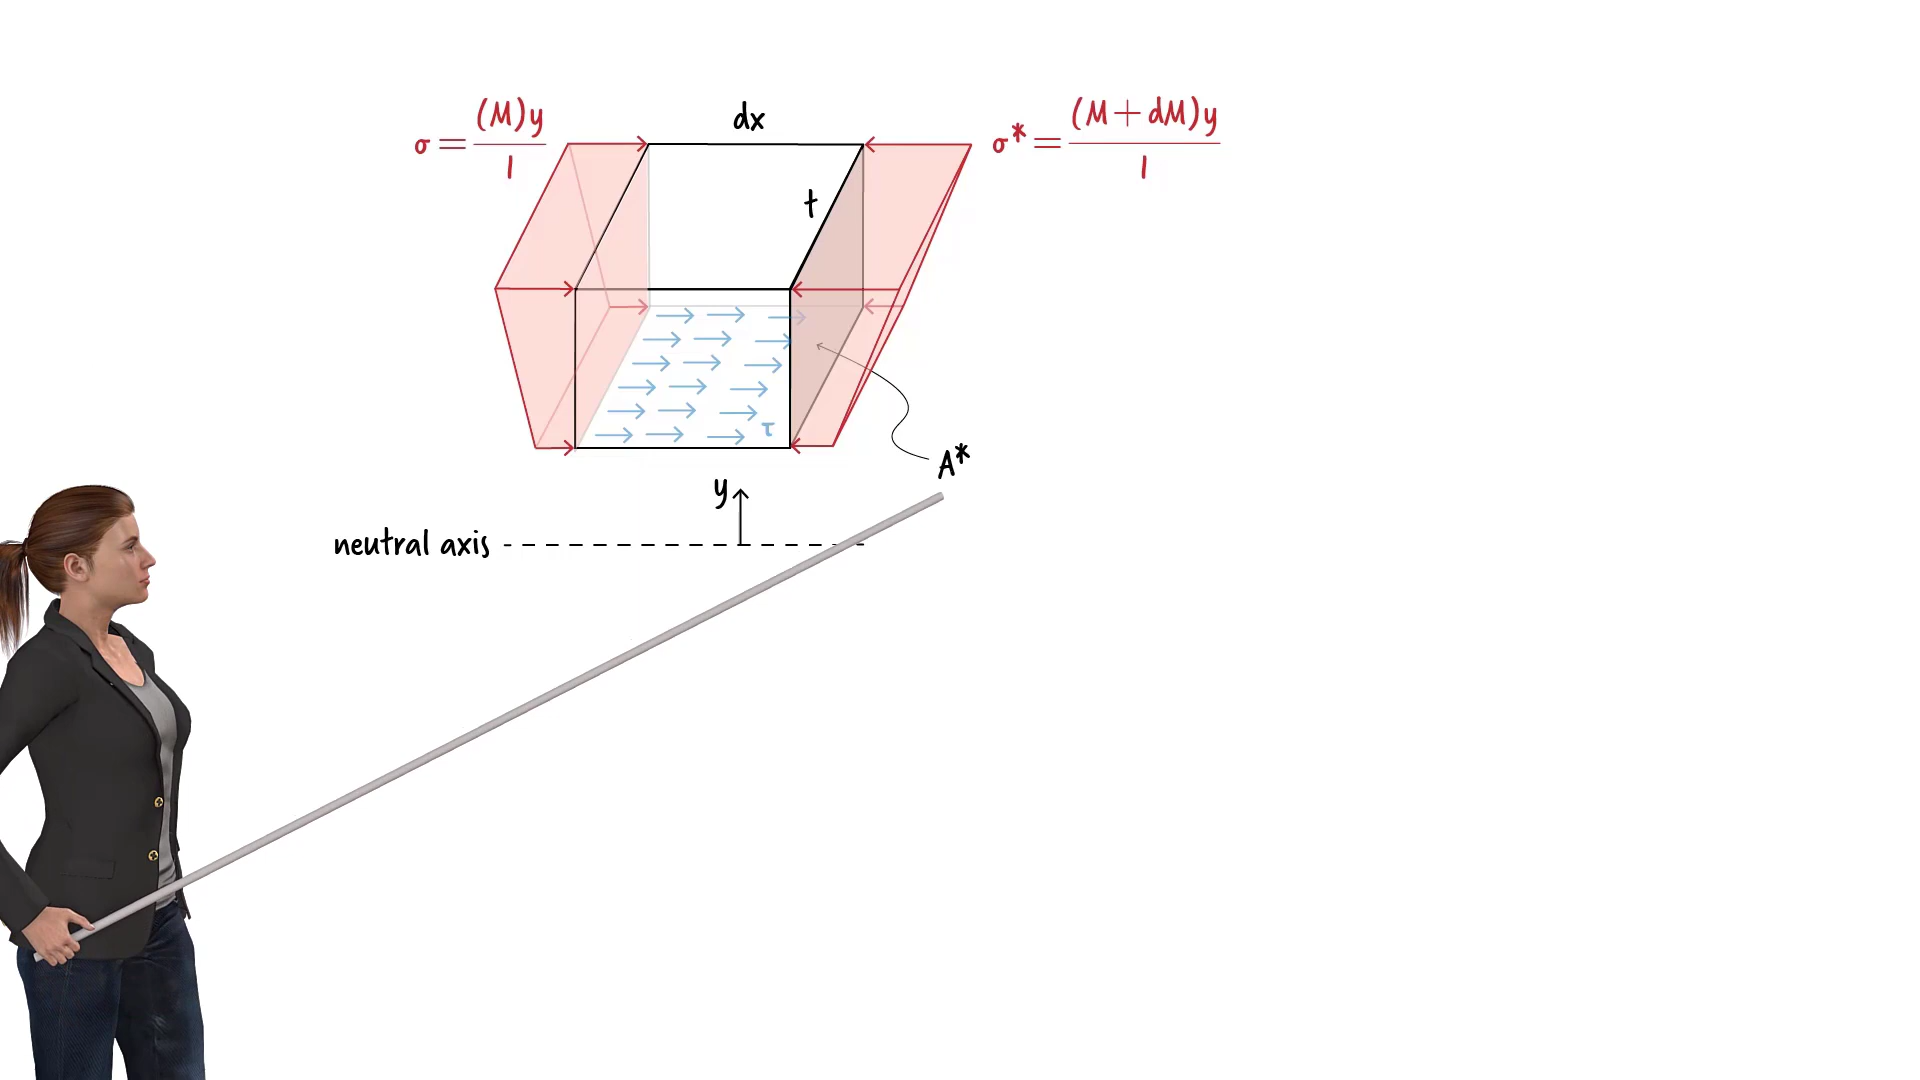 σ = (M)y / I
dx
σ* = (M + dM)y / I
t
τ
A*
y
neutral axis